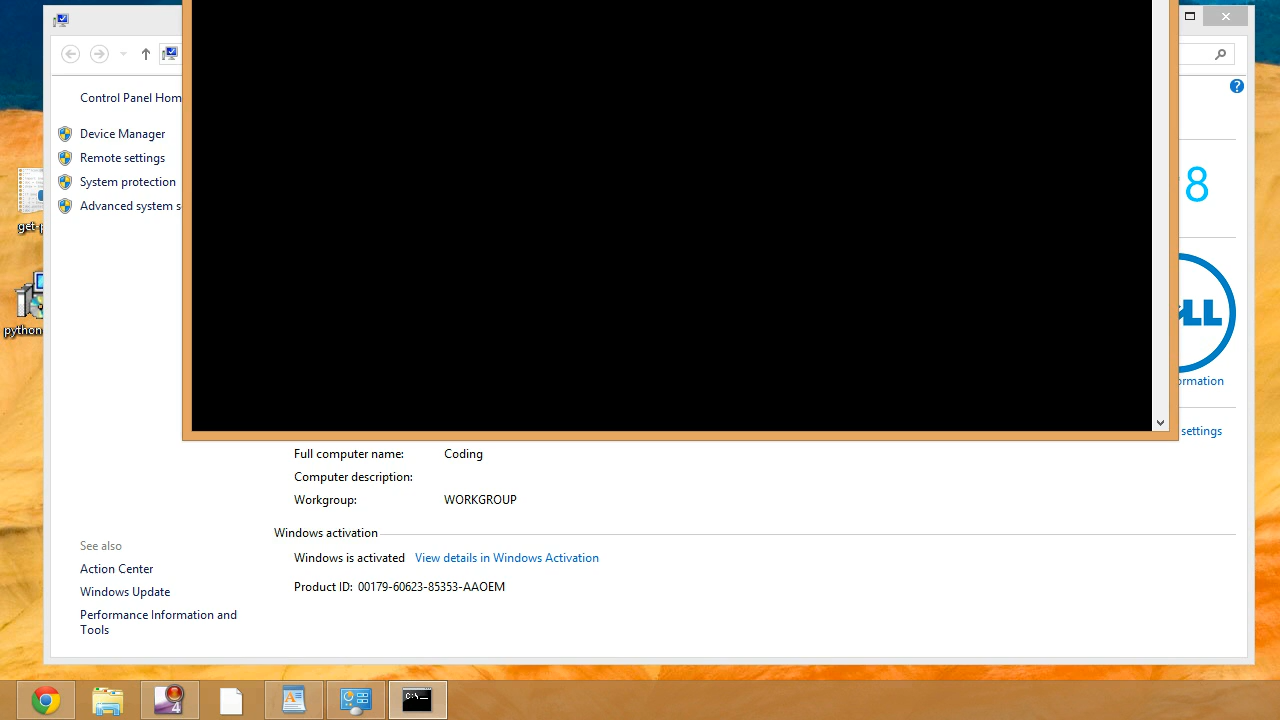 Control Panel Hom
Device Manager
Remote settings
System protection
Advanced system s
get-p
python
8
ormation
settings
Full computer name: Coding
Computer description:
Workgroup: WORKGROUP
Windows activation
Windows is activated View details in Windows Activation
Product ID: 00179-60623-85353-AAOEM
See also
Action Center
Windows Update
Performance Information and
Tools
4
C:\